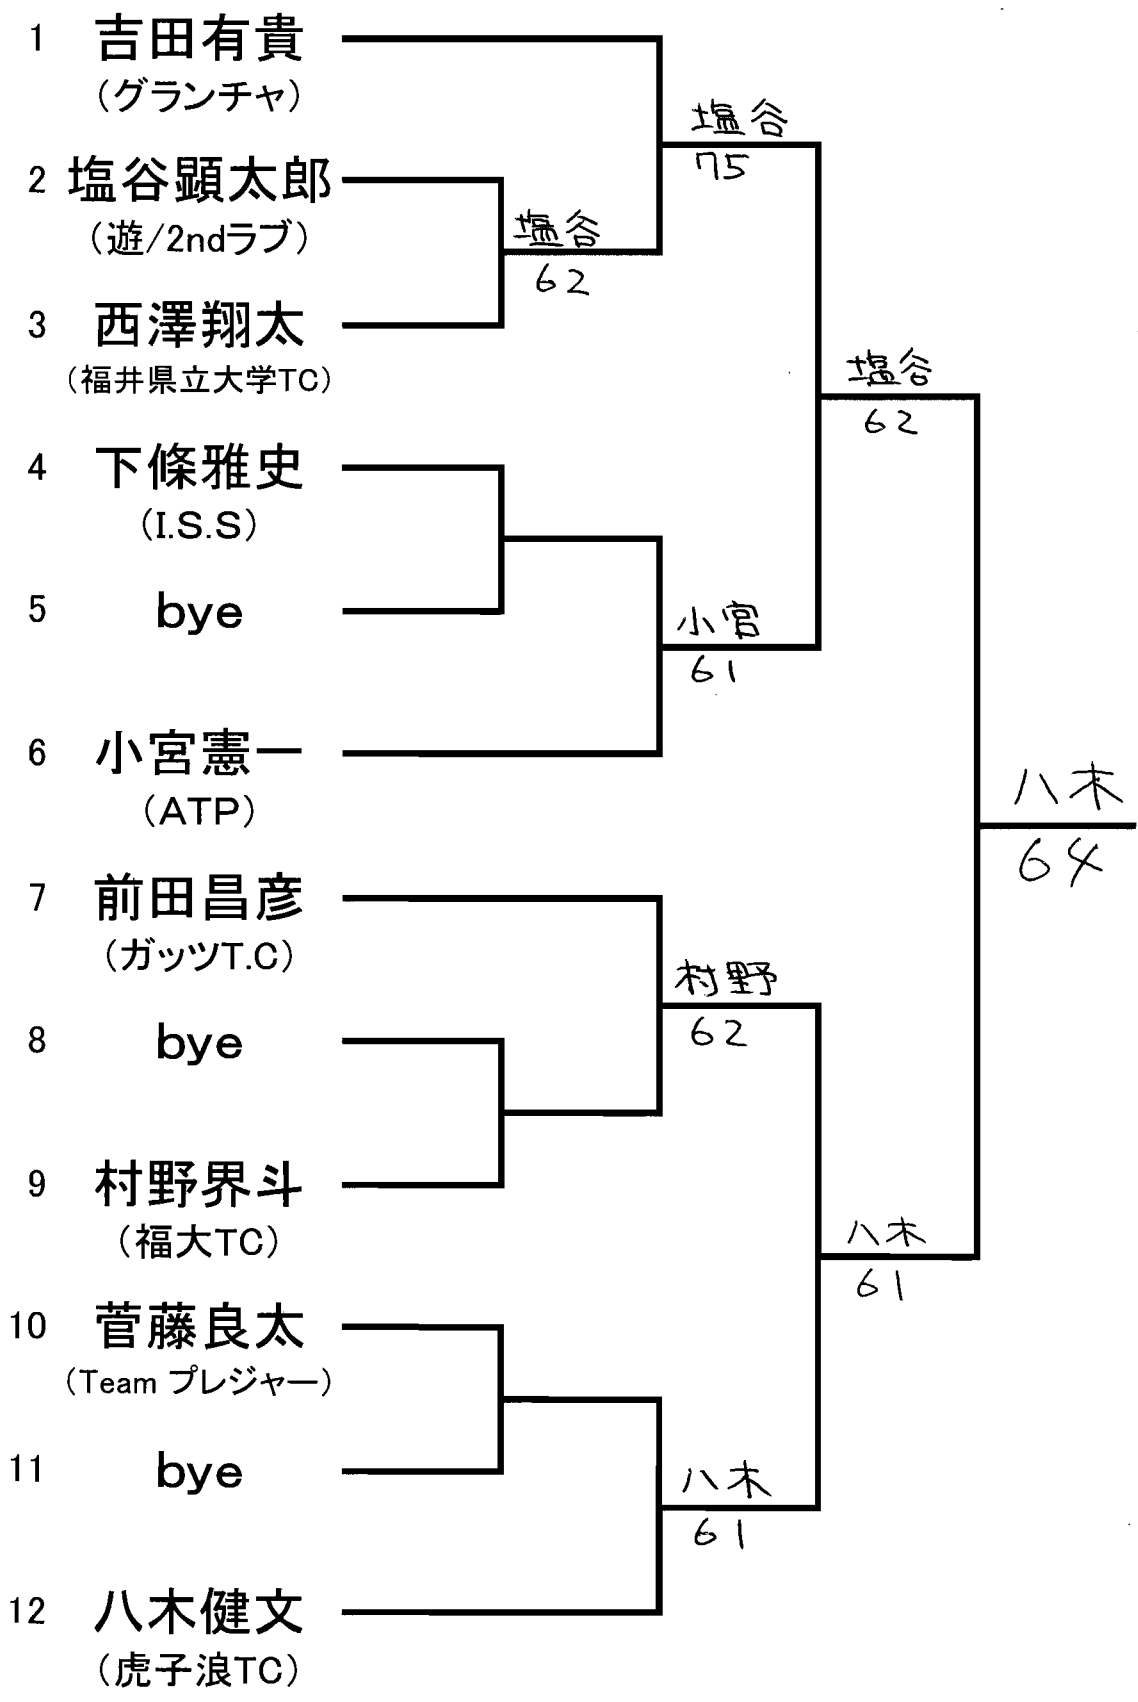 1 吉田有貴
(グランチャ)
塩谷
75
2 塩谷顕太郎
(遊/2ndラブ)
塩谷
62
3 西澤翔太
(福井県立大学TC)
塩谷
62
4 下條雅史
(I.S.S)
5 bye
小宮
61
6 小宮憲一
(ATP)
八木
64
7 前田昌彦
(ガッツT.C)
村野
62
8 bye
9 村野界斗
(福大TC)
八木
61
10 菅藤良太
(Team プレジャー)
11 bye
八木
61
12 八木健文
(虎子浪TC)